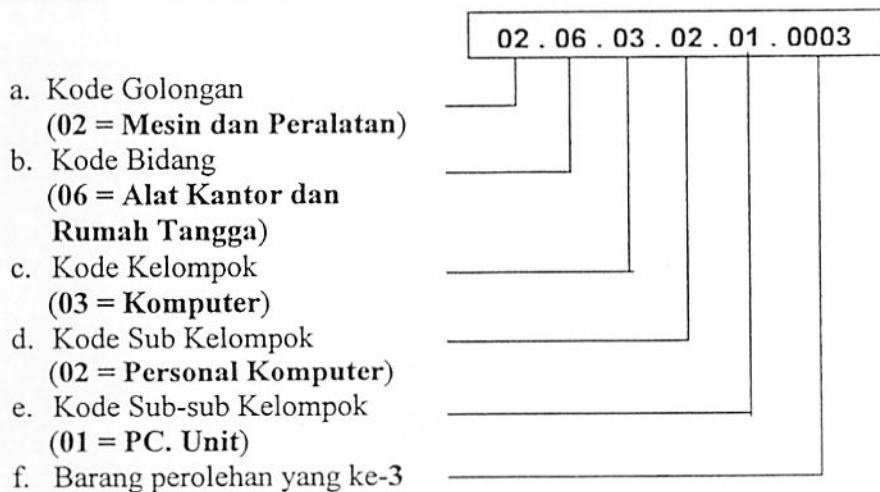 02 . 06 . 03 . 02 . 01 . 0003
a. Kode Golongan
(02 = Mesin dan Peralatan)
b. Kode Bidang
(06 = Alat Kantor dan
Rumah Tangga)
c. Kode Kelompok
(03 = Komputer)
d. Kode Sub Kelompok
(02 = Personal Komputer)
e. Kode Sub-sub Kelompok
(01 = PC. Unit)
f. Barang perolehan yang ke-3